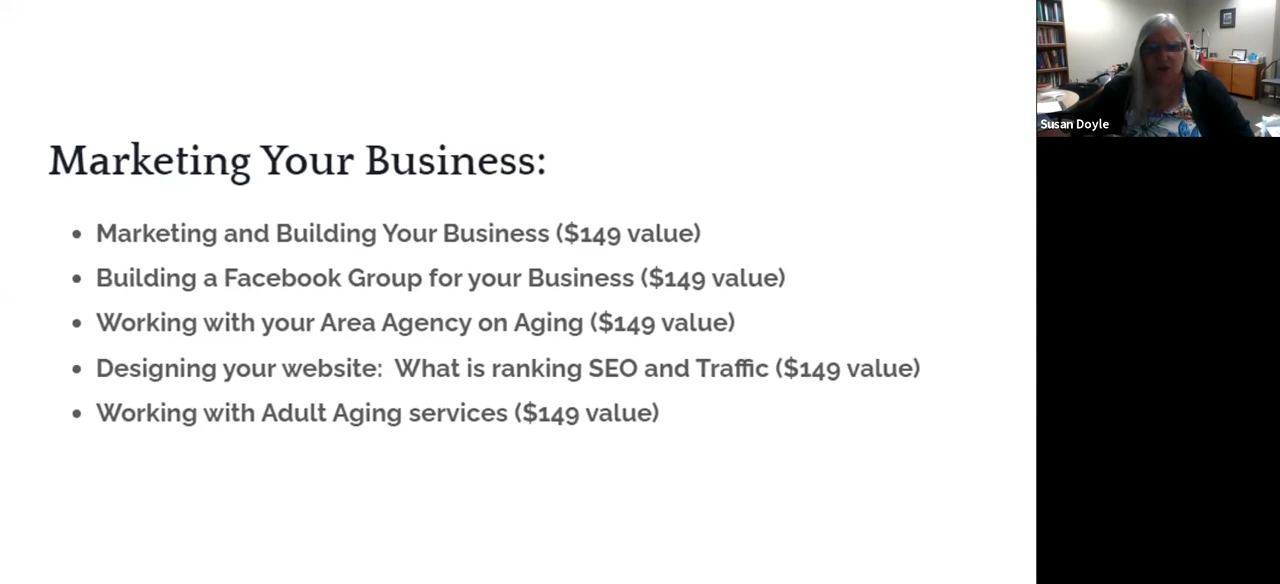 Marketing Your Business:
Marketing and Building Your Business ($149 value)
Building a Facebook Group for your Business ($149 value)
Working with your Area Agency on Aging ($149 value)
Designing your website:  What is ranking SEO and Traffic ($149 value)
Working with Adult Aging services ($149 value)
Susan Doyle